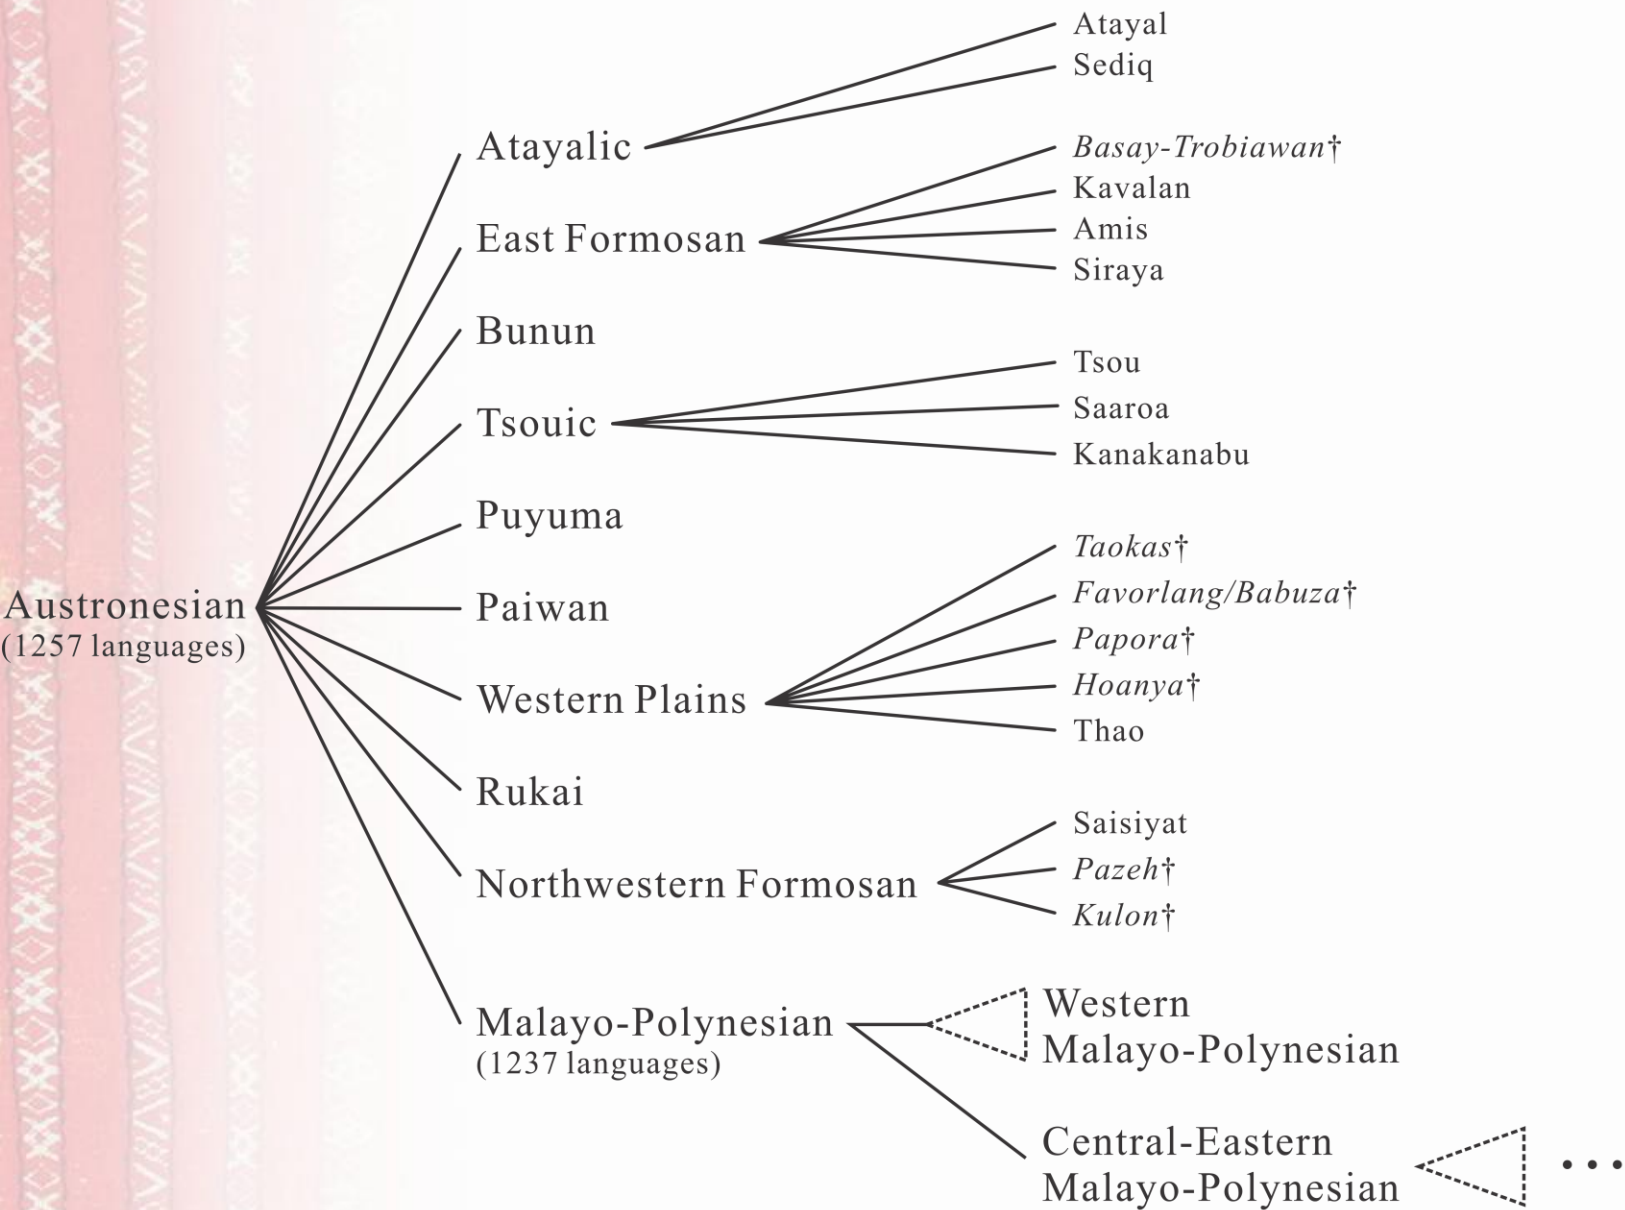 Atayal
Sediq
Atayalic
Basay-Trobiawan†
Kavalan
East Formosan
Amis
Siraya
Bunun
Tsou
Saaroa
Tsouic
Kanakanabu
Puyuma
Taokas†
Favorlang/Babuza†
Austronesian
(1257 languages)
Paiwan
Papora†
Hoanya†
Western Plains
Thao
Rukai
Saisiyat
Pazeh†
Northwestern Formosan
Kulon†
Malayo-Polynesian
(1237 languages)
Western
Malayo-Polynesian
Central-Eastern
Malayo-Polynesian
...